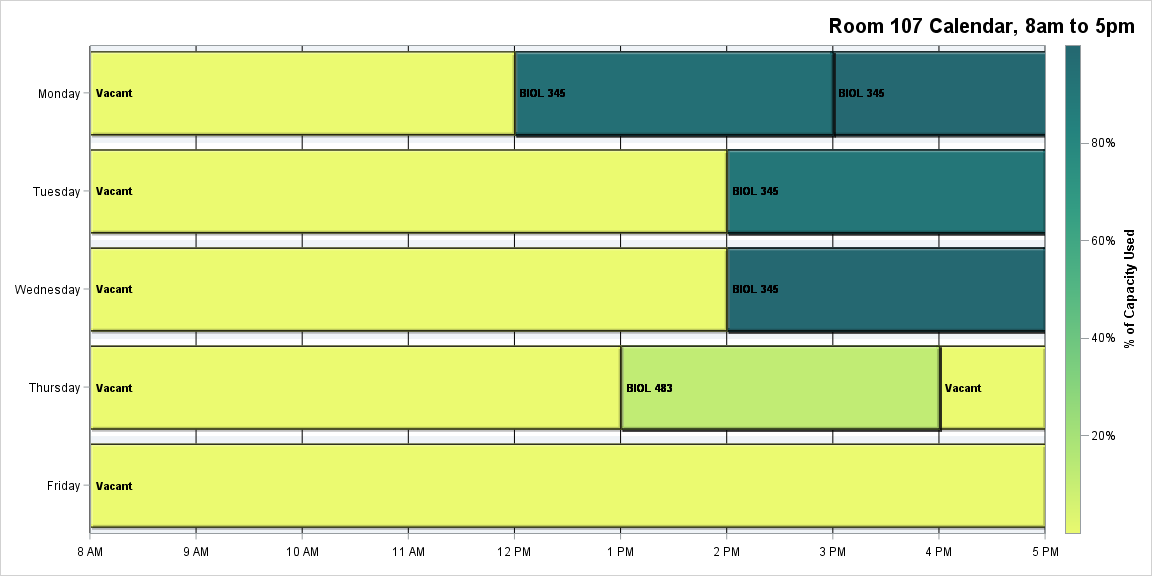 Room 107 Calendar, 8am to 5pm
Monday
Vacant
BIOL 345
BIOL 345
Tuesday
Vacant
BIOL 345
Wednesday
Vacant
BIOL 345
Thursday
Vacant
BIOL 483
Vacant
Friday
Vacant
8 AM
9 AM
10 AM
11 AM
12 PM
1 PM
2 PM
3 PM
4 PM
5 PM
80%
60%
40%
20%
% of Capacity Used